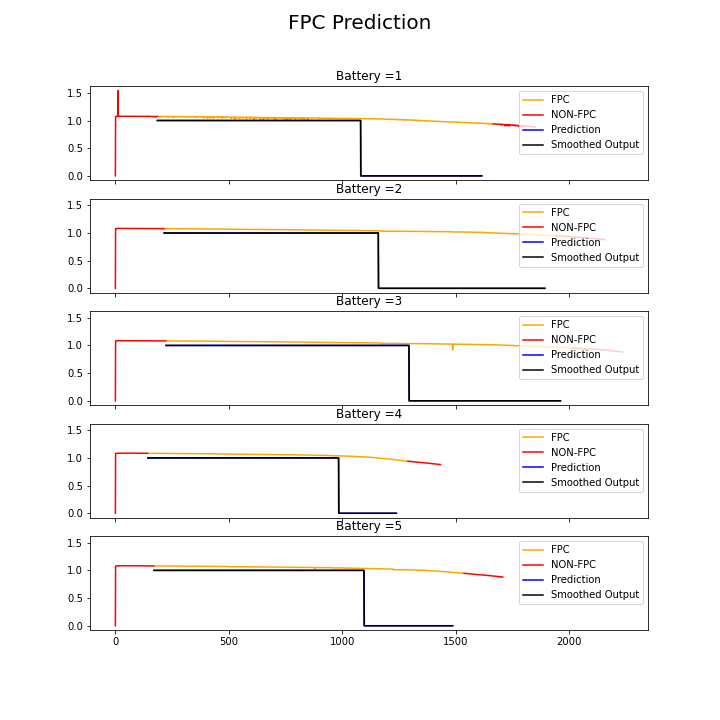 FPC Prediction
Battery =1
1.5
1.0
0.5
0.0
FPC
NON-FPC
Prediction
Smoothed Output
Battery =2
1.5
1.0
0.5
0.0
FPC
NON-FPC
Prediction
Smoothed Output
Battery =3
1.5
1.0
0.5
0.0
FPC
NON-FPC
Prediction
Smoothed Output
Battery =4
1.5
1.0
0.5
0.0
FPC
NON-FPC
Prediction
Smoothed Output
Battery =5
1.5
1.0
0.5
0.0
FPC
NON-FPC
Prediction
Smoothed Output
0 500 1000 1500 2000